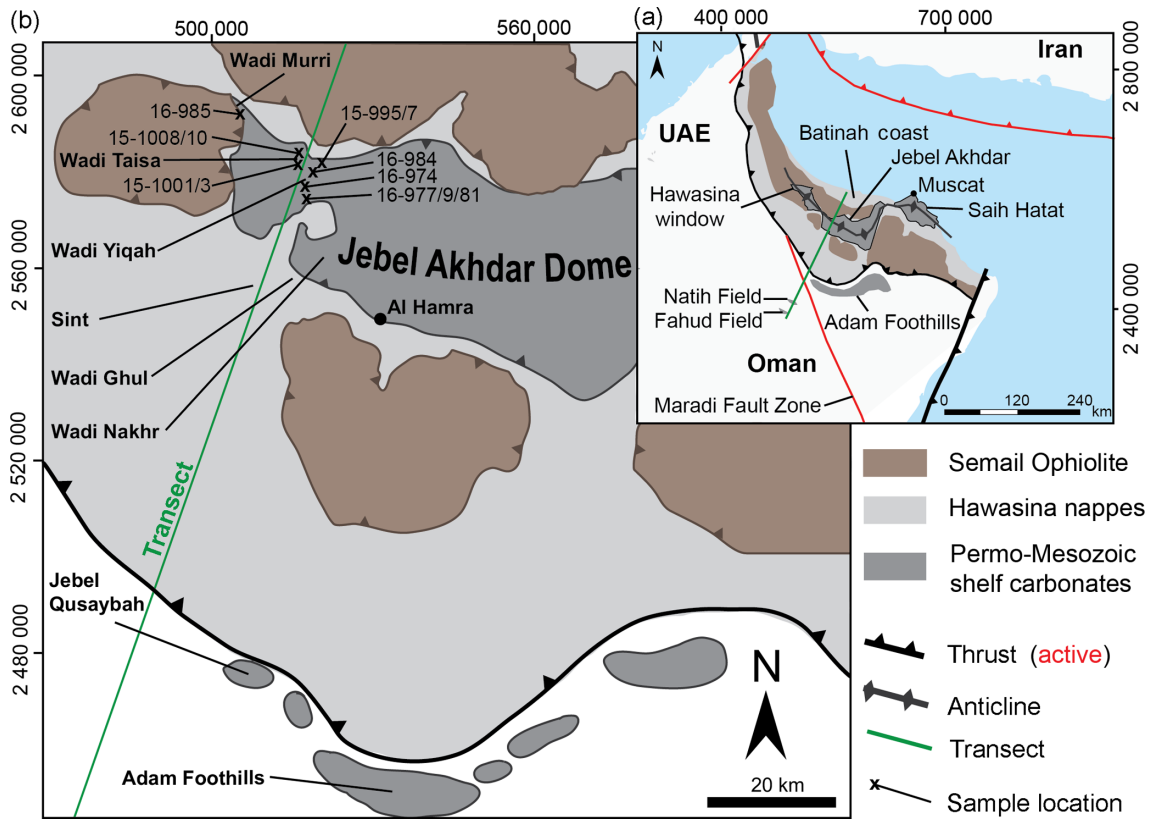 (b)
500 000
560 000
2 600 000
2 560 000
2 520 000
2 480 000
Wadi Murri
16-985
15-995/7
15-1008/10
Wadi Taisa
16-984
16-974
15-1001/3
16-977/9/81
Wadi Yiqah
Jebel Akhdar Dome
Sint
Al Hamra
Wadi Ghul
Wadi Nakhr
Transect
Jebel
Qusaybah
Adam Foothills
N
20 km
(a)
400 000
700 000
2 800 000
2 400 000
N
Iran
UAE
Batinah coast
Jebel Akhdar
Muscat
Hawasina
window
Saih Hatat
Natih Field
Fahud Field
Adam Foothills
Oman
Maradi Fault Zone
0 120 240
km
Semail Ophiolite
Hawasina nappes
Permo-Mesozoic
shelf carbonates
Thrust (active)
Anticline
Transect
x
Sample location